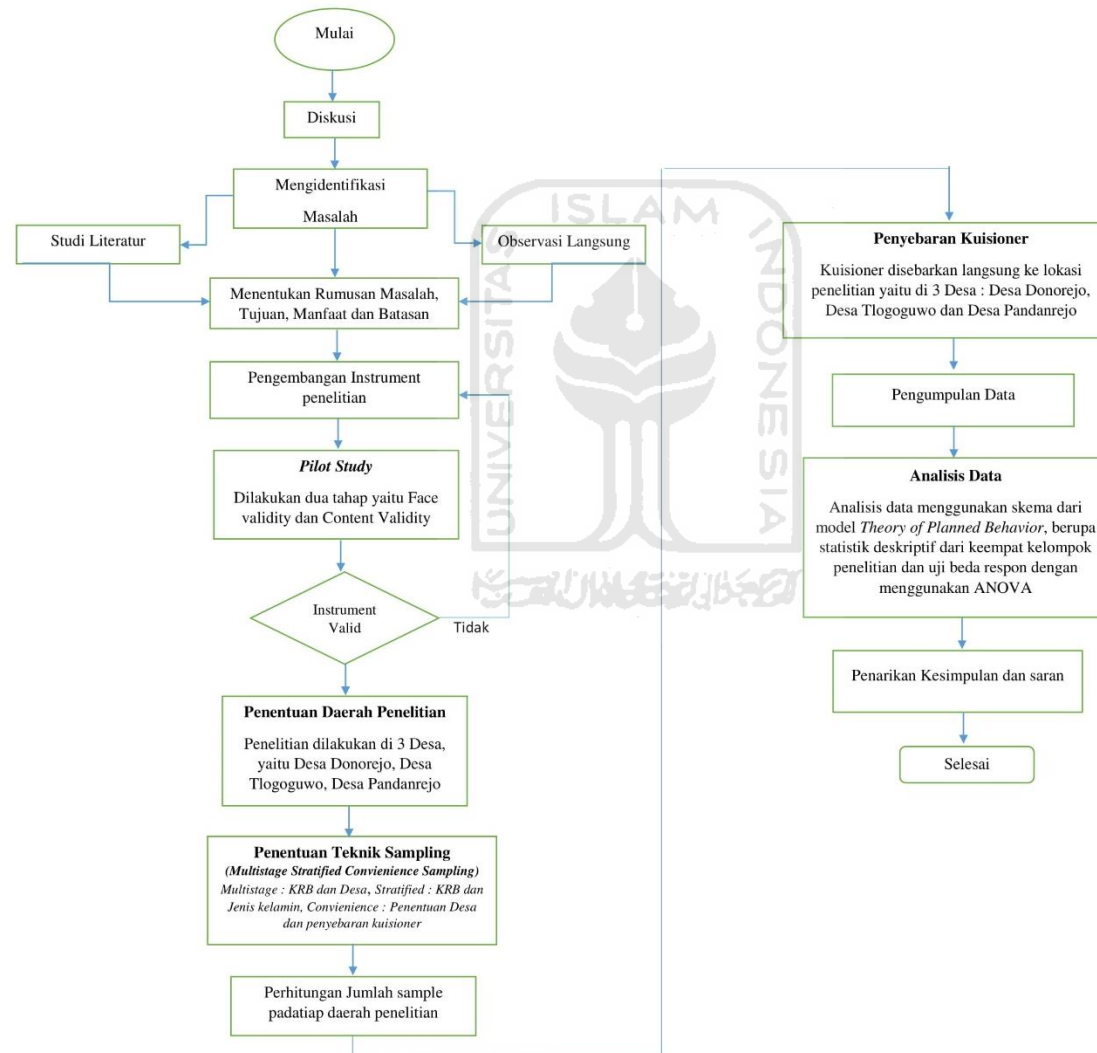 Mulai
Diskusi
Mengidentifikasi
Masalah
Studi Literatur
Observasi Langsung
Menentukan Rumusan Masalah,
Tujuan, Manfaat dan Batasan
Pengembangan Instrument
penelitian
Pilot Study
Dilakukan dua tahap yaitu Face
validity dan Content Validity
Instrument
Valid
Tidak
Penentuan Daerah Penelitian
Penelitian dilakukan di 3 Desa,
yaitu Desa Donorejo, Desa
Tlogoguwo, Desa Pandanrejo
Penentuan Teknik Sampling
(Multistage Stratified Convienience Sampling)
Multistage : KRB dan Desa, Stratified : KRB dan
Jenis kelamin, Convienience : Penentuan Desa
dan penyebaran kuisioner
Perhitungan Jumlah sample
padatiap daerah penelitian
Penyebaran Kuisioner
Kuisioner disebarkan langsung ke lokasi
penelitian yaitu di 3 Desa : Desa Donorejo,
Desa Tlogoguwo dan Desa Pandanrejo
Pengumpulan Data
Analisis Data
Analisis data menggunakan skema dari
model Theory of Planned Behavior, berupa
statistik deskriptif dari keempat kelompok
penelitian dan uji beda respon dengan
menggunakan ANOVA
Penarikan Kesimpulan dan saran
Selesai
UNIVERSITAS
ISLAM
INDONESIA